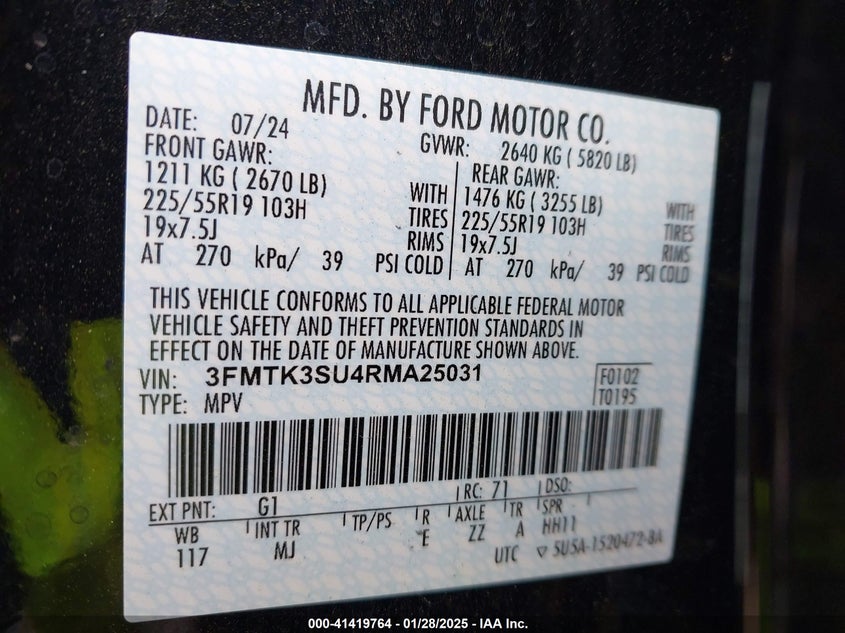 MFD. BY FORD MOTOR CO.
DATE: 07/24 GVWR: 2640 KG ( 5820 LB)
FRONT GAWR: REAR GAWR:
1211 KG ( 2670 LB) WITH 1476 KG ( 3255 LB) WITH
225/55R19 103H TIRES 225/55R19 103H TIRES
19x7.5J RIMS 19x7.5J RIMS
AT 270 kPa/ 39 PSI COLD AT 270 kPa/ 39 PSI COLD
THIS VEHICLE CONFORMS TO ALL APPLICABLE FEDERAL MOTOR
VEHICLE SAFETY AND THEFT PREVENTION STANDARDS IN
EFFECT ON THE DATE OF MANUFACTURE SHOWN ABOVE.
VIN: 3FMTK3SU4RMA25031 F0102
TYPE: MPV T0195
EXT PNT: G1 RC: 71 DSO:
WB INT TR TP/PS R AXLE TR SPR
117 MJ E ZZ A HH11
UTC ▽ 5U5A-1520472-BA
000-41419764 - 01/28/2025 - IAA Inc.